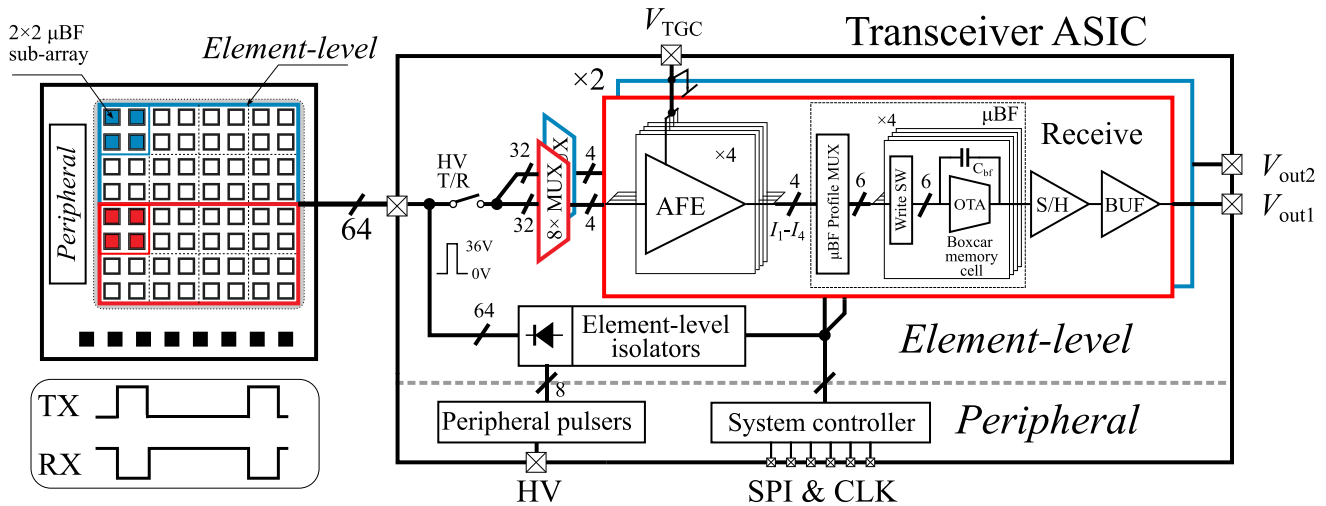 2×2 μBF
sub-array
Element-level
Peripheral
TX
RX
64
V_TGC
Transceiver ASIC
×2
HV
T/R
32
32
36V
0V
8× MUX
UX
4
4
×4
AFE
4
I₁-I₄
μBF
μBF Profile MUX
6
×4
Write SW
6
C_bf
OTA
Boxcar
memory
cell
Receive
S/H
BUF
V_out2
V_out1
64
Element-level
isolators
Element-level
8
Peripheral pulsers
System controller
Peripheral
HV
SPI & CLK